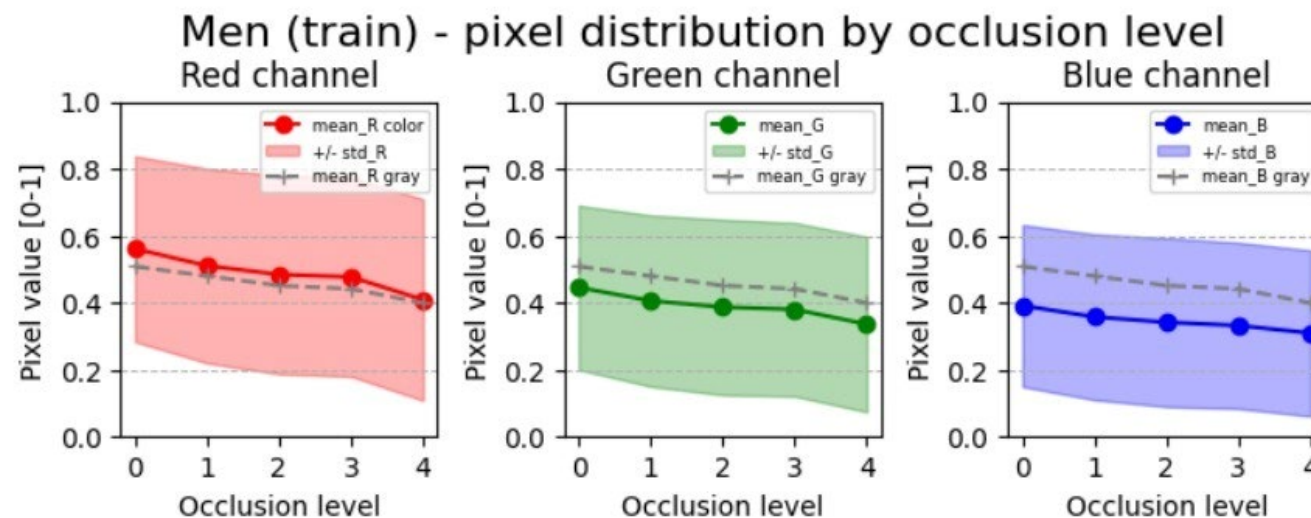 Men (train) - pixel distribution by occlusion level
Red channel
Pixel value [0-1]
1.0
0.8
0.6
0.4
0.2
0.0
mean_R color
+/- std_R
mean_R gray
0 1 2 3 4
Occlusion level
Green channel
Pixel value [0-1]
1.0
0.8
0.6
0.4
0.2
0.0
mean_G
+/- std_G
mean_G gray
0 1 2 3 4
Occlusion level
Blue channel
Pixel value [0-1]
1.0
0.8
0.6
0.4
0.2
0.0
mean_B
+/- std_B
mean_B gray
0 1 2 3 4
Occlusion level